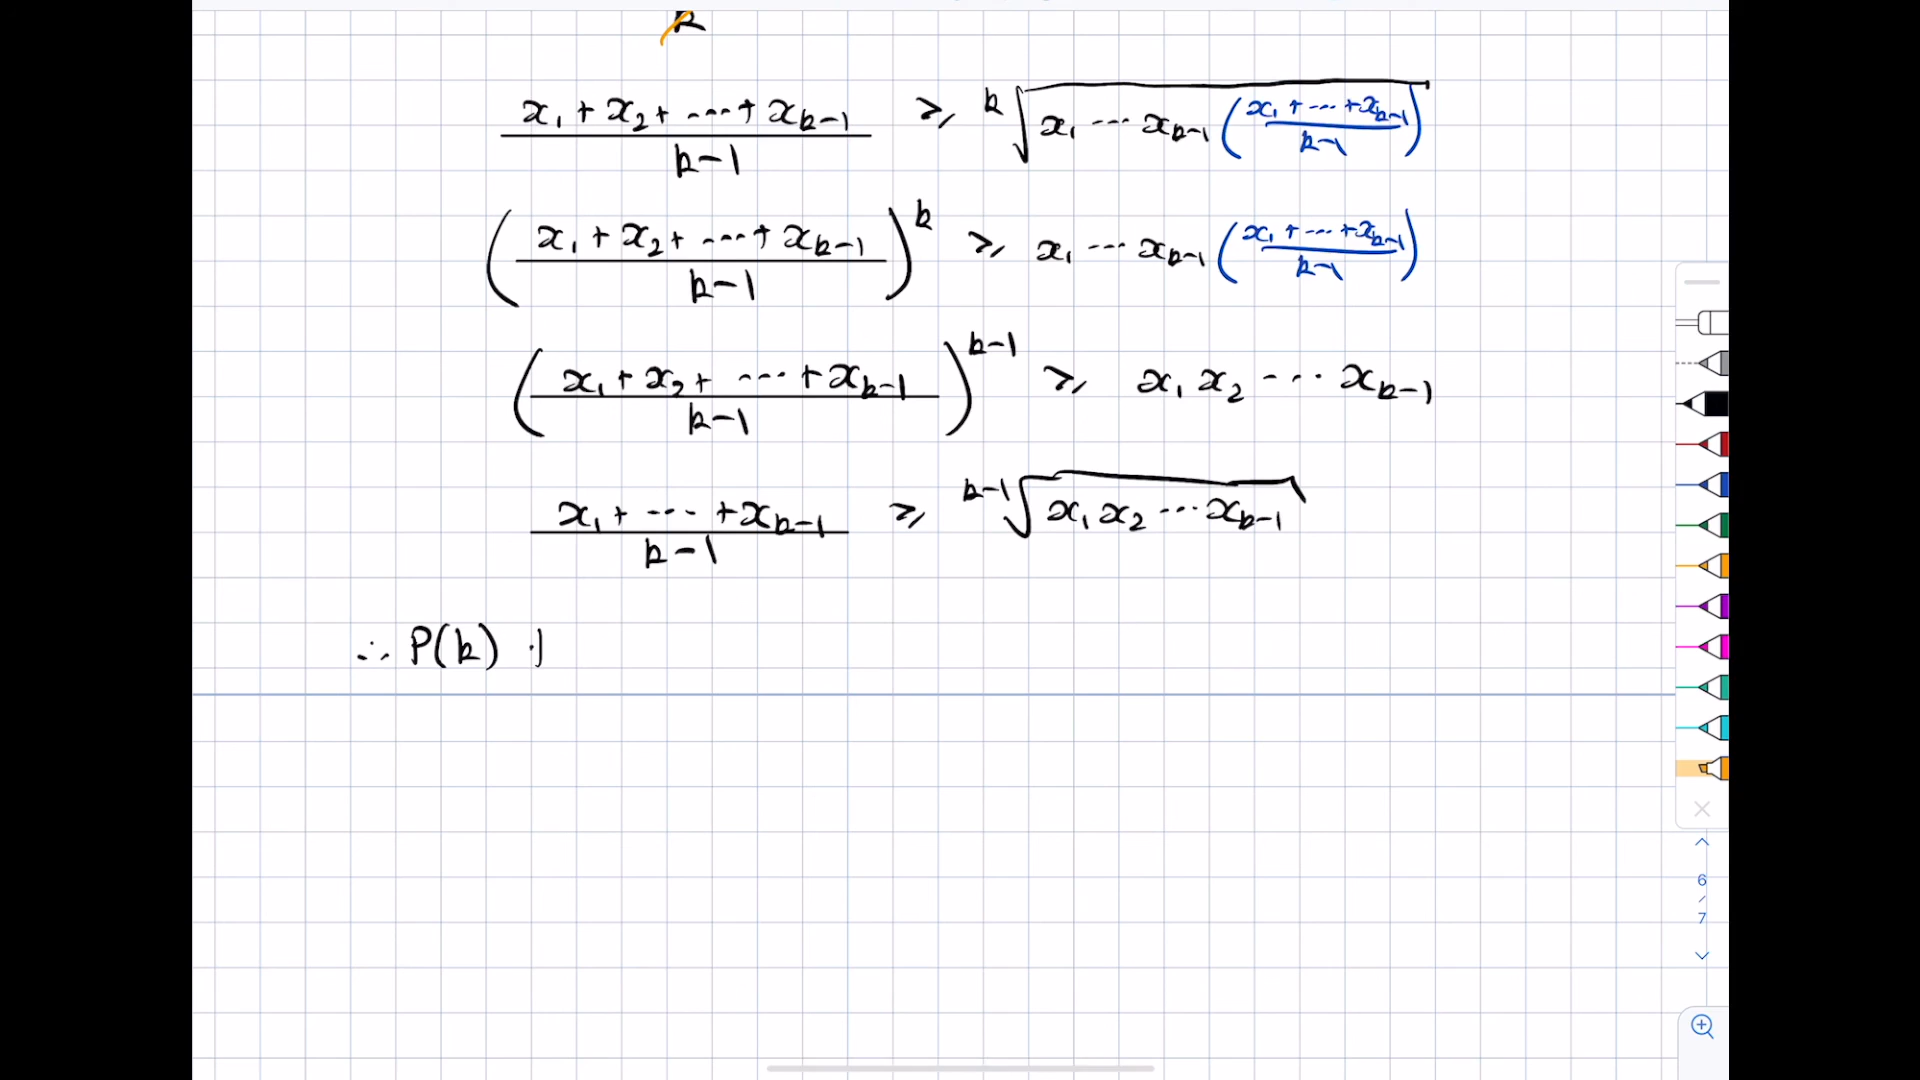 k
x₁ + x₂ + ---- + x_{k-1} / k-1 ≥ ᵏ√( x₁ --- x_{k-1} ( x₁ + --- + x_{k-1} / k-1 ) )
( x₁ + x₂ + ---- + x_{k-1} / k-1 )^k ≥ x₁ --- x_{k-1} ( x₁ + --- + x_{k-1} / k-1 )
( x₁ + x₂ + --- + x_{k-1} / k-1 )^{k-1} ≥ x₁ x₂ --- x_{k-1}
x₁ + --- + x_{k-1} / k-1 ≥ ᵏ⁻¹√( x₁ x₂ --- x_{k-1} )
∴ P(k)
6
/
7